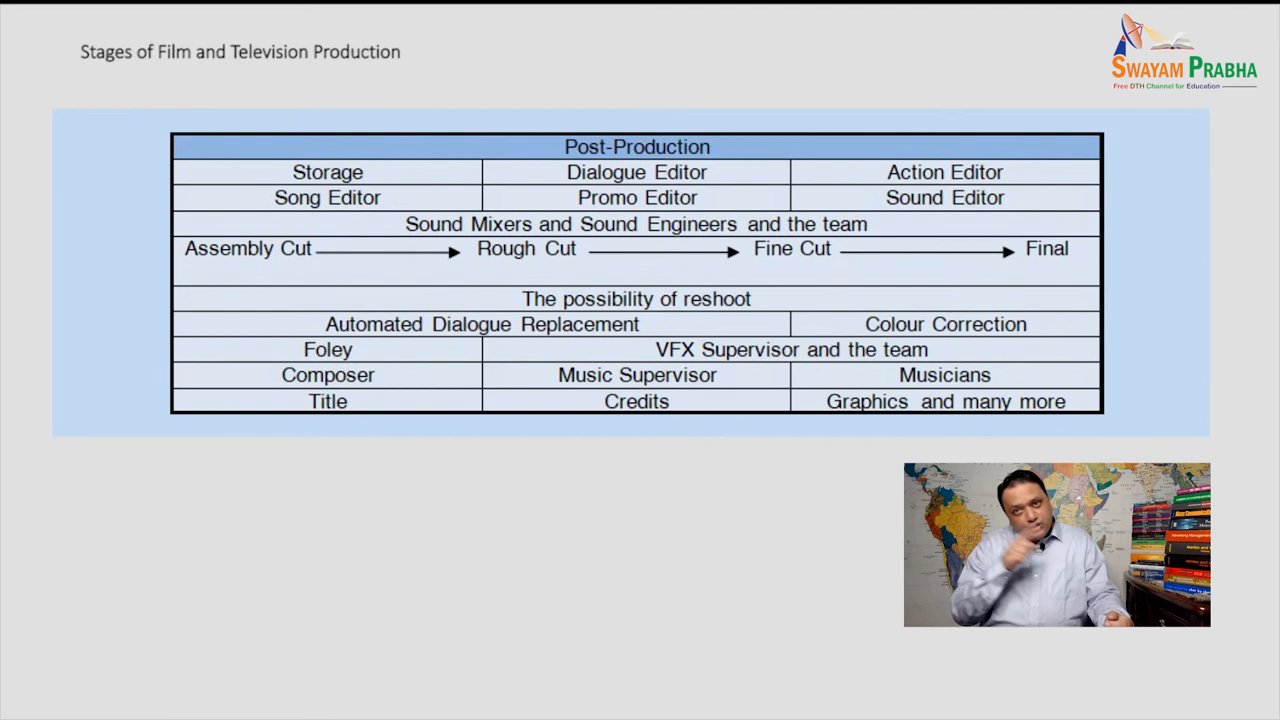 Stages of Film and Television Production
SWAYAM PRABHA
Free DTH Channel for Education
Post-Production
Storage Dialogue Editor Action Editor
Song Editor Promo Editor Sound Editor
Sound Mixers and Sound Engineers and the team
Assembly Cut Rough Cut Fine Cut Final
The possibility of reshoot
Automated Dialogue Replacement Colour Correction
Foley VFX Supervisor and the team
Composer Music Supervisor Musicians
Title Credits Graphics and many more